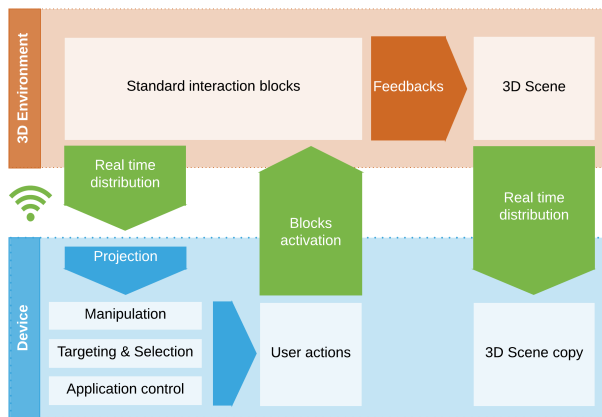 3D Environment
Standard interaction blocks
Feedbacks
3D Scene
Real time
distribution
Blocks
activation
Real time
distribution
Device
Projection
Manipulation
Targeting & Selection
Application control
User actions
3D Scene copy